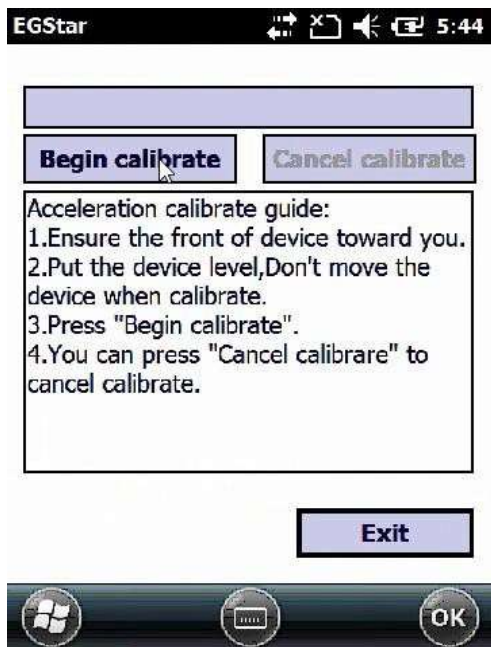 EGStar 5:44
Begin calibrate Cancel calibrate
Acceleration calibrate guide:
1.Ensure the front of device toward you.
2.Put the device level,Don't move the
device when calibrate.
3.Press "Begin calibrate".
4.You can press "Cancel calibrare" to
cancel calibrate.
Exit
OK